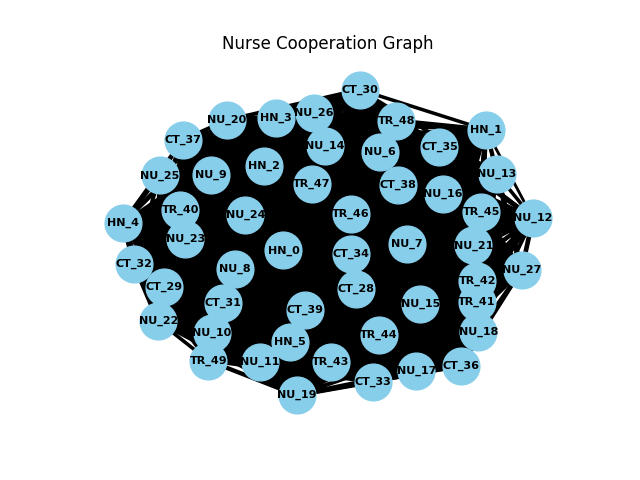 Nurse Cooperation Graph
CT_30
NU_26
HN_3
NU_20
TR_48
HN_1
CT_37
NU_14
CT_35
NU_6
HN_2
NU_13
NU_25
NU_9
TR_47
CT_38
NU_16
TR_40
NU_24
TR_46
TR_45
NU_12
HN_4
NU_23
NU_7
NU_21
HN_0
CT_34
CT_32
NU_8
NU_27
TR_42
CT_29
CT_28
CT_31
TR_41
NU_15
CT_39
NU_22
NU_10
NU_18
TR_44
HN_5
TR_49
NU_11
TR_43
CT_36
NU_17
CT_33
NU_19